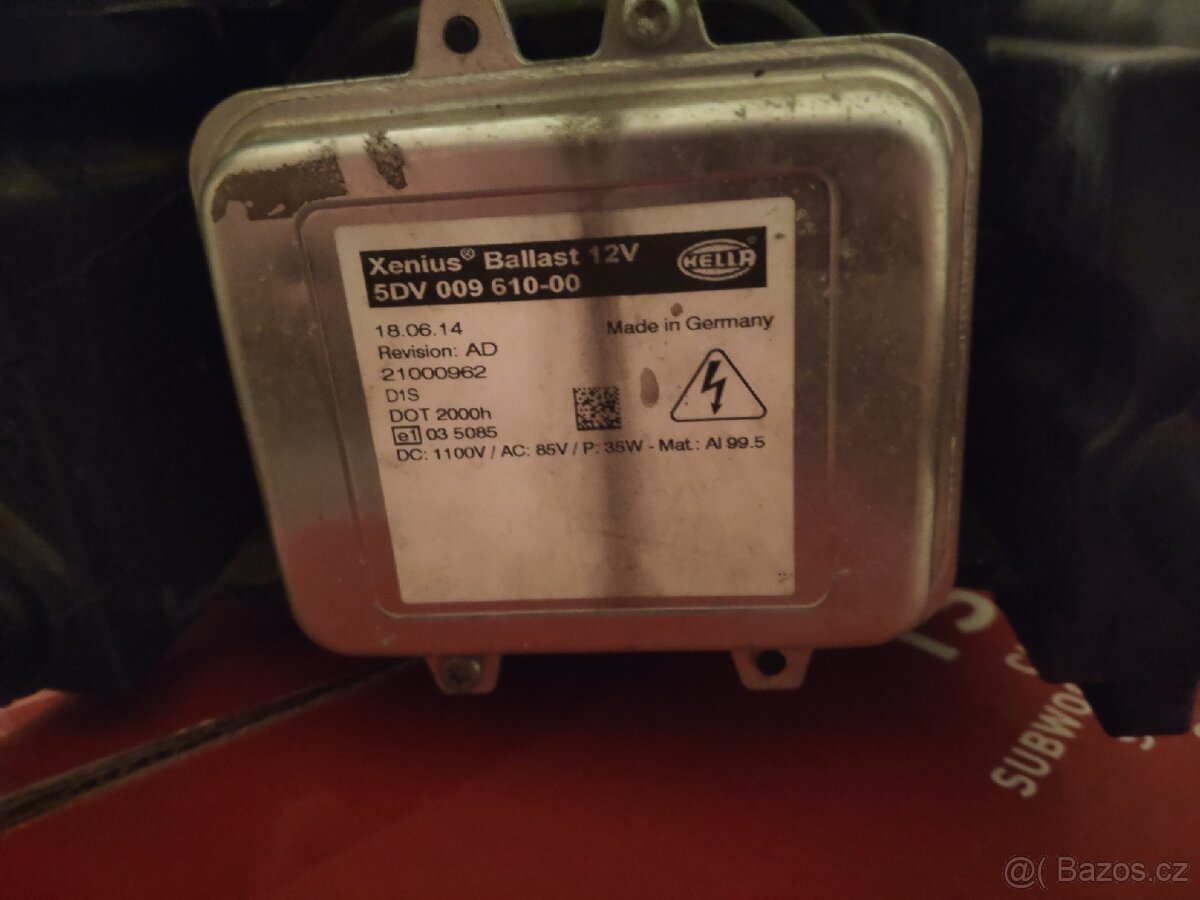 Xenius® Ballast 12V
5DV 009 610-00
HELLA
18.06.14
Made in Germany
Revision: AD
21000962
D1S
DOT 2000h
e1 03 5085
DC: 1100V / AC: 85V / P: 35W - Mat.: Al 99.5
@( Bazos.cz